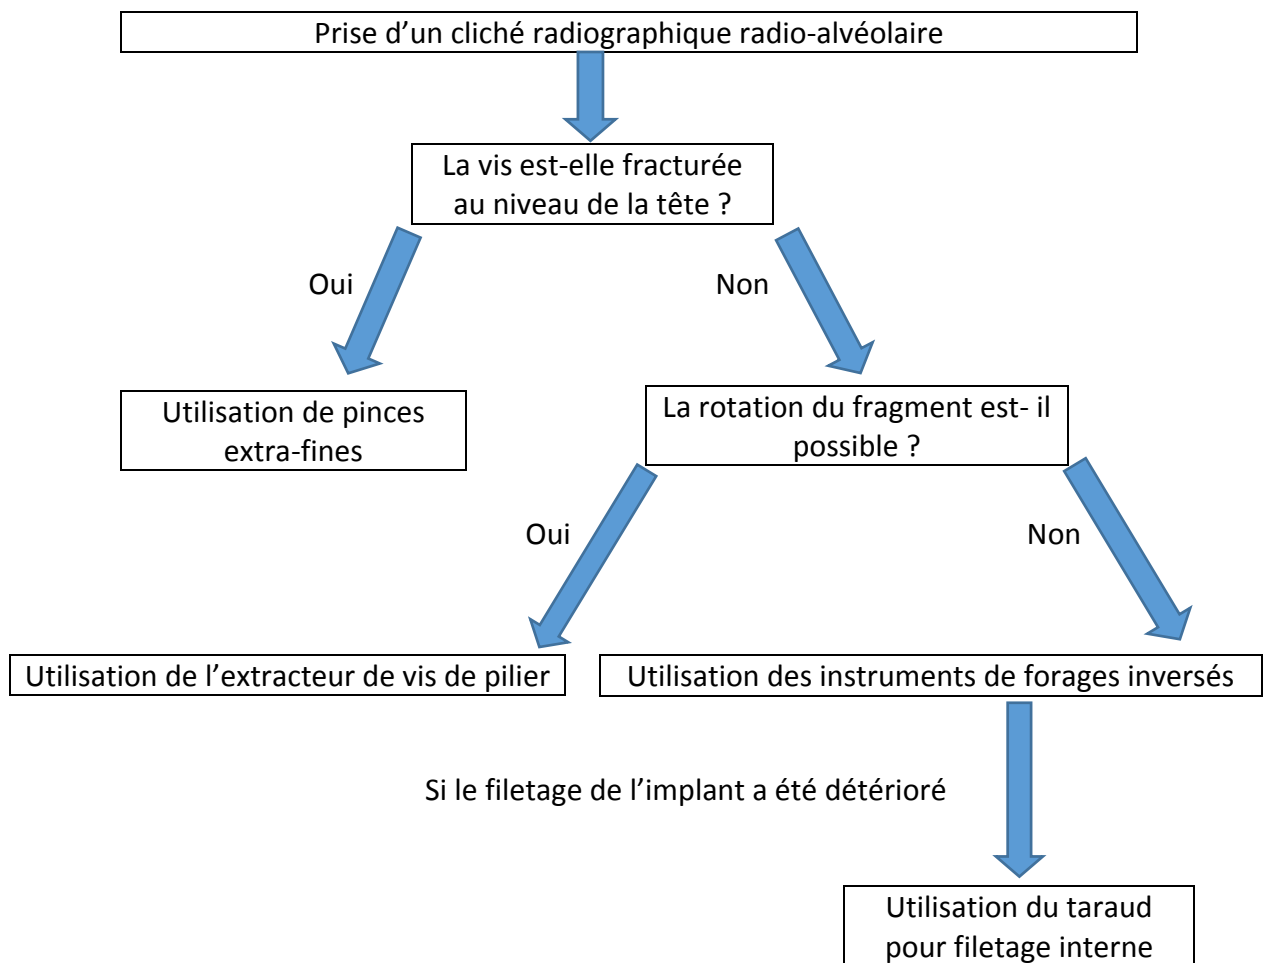 Prise d’un cliché radiographique radio-alvéolaire
La vis est-elle fracturée
au niveau de la tête ?
Oui
Non
Utilisation de pinces
extra-fines
La rotation du fragment est- il
possible ?
Oui
Non
Utilisation de l’extracteur de vis de pilier
Utilisation des instruments de forages inversés
Si le filetage de l’implant a été détérioré
Utilisation du taraud
pour filetage interne